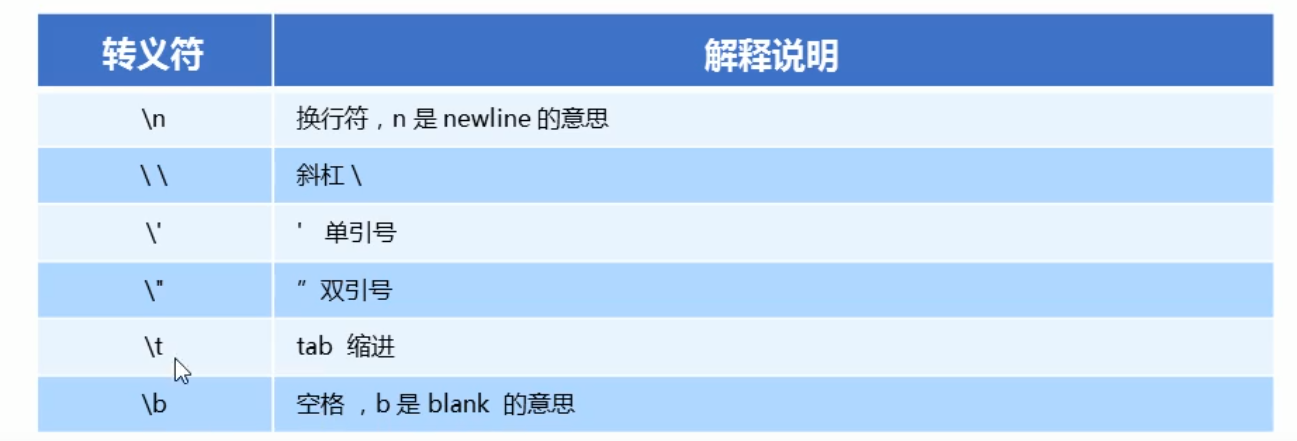 转义符 解释说明
\n 换行符，n 是 newline 的意思
\ \ 斜杠 \
\' ' 单引号
\" ” 双引号
\t tab 缩进
\b 空格 ，b 是 blank 的意思